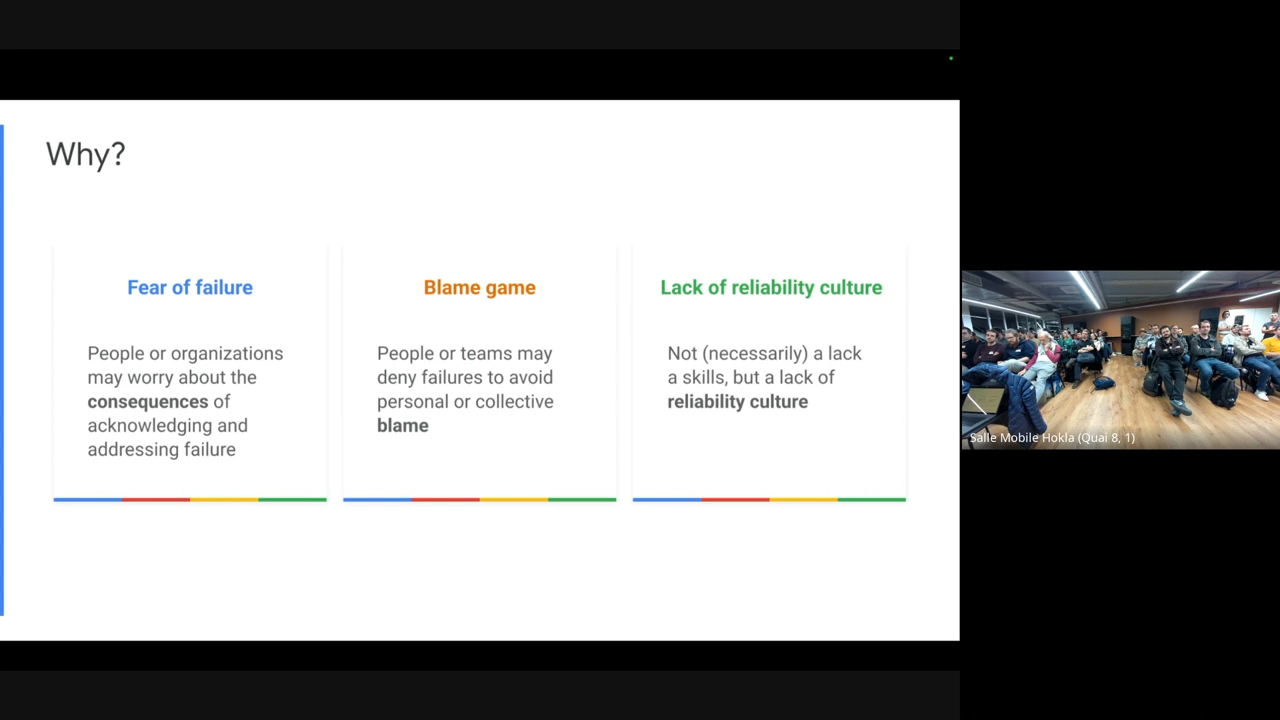 Why?
Fear of failure
People or organizations
may worry about the
consequences of
acknowledging and
addressing failure
Blame game
People or teams may
deny failures to avoid
personal or collective
blame
Lack of reliability culture
Not (necessarily) a lack
a skills, but a lack of
reliability culture
Salle Mobile Hokla (Quai 8, 1)